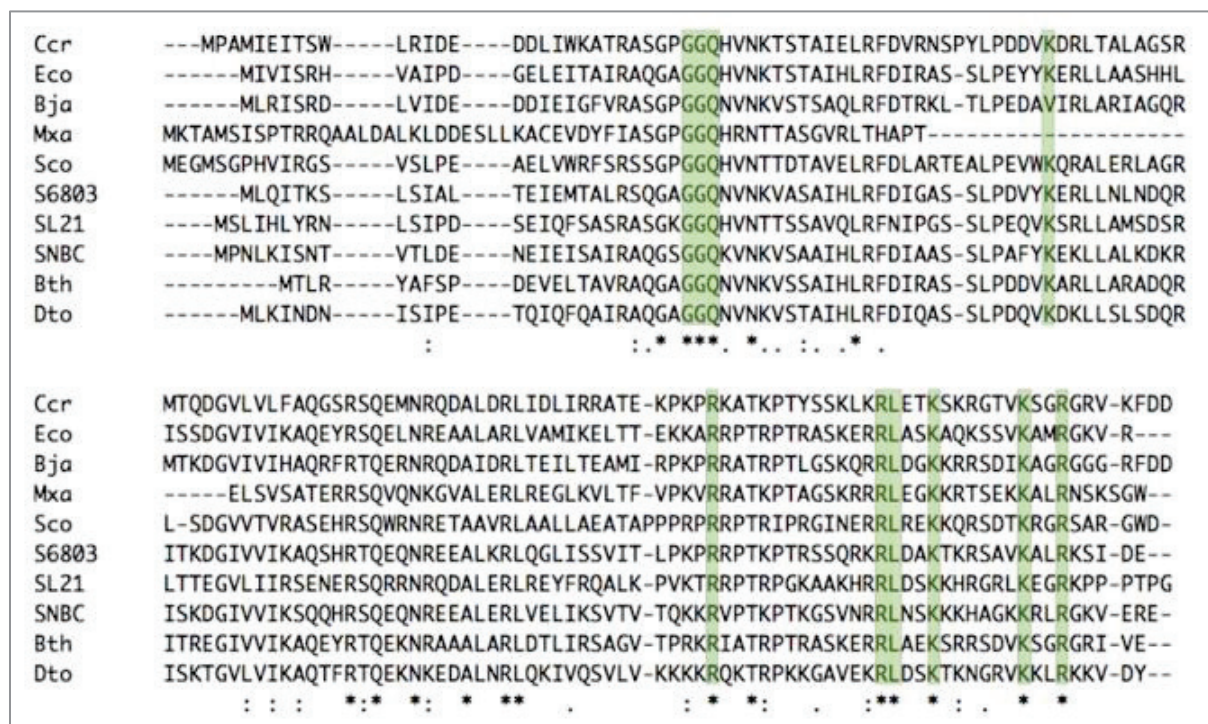 Ccr ---MPAMIEITSW-----LRIDE----DDLIWKATRASGPGGQHVNKTSTAIELRFDVRNSPYLPDDVKDRLTALAGSR
Eco ------MIVISRH-----VAIPD----GELEITAIRAQGAGGQHVNKTSTAIHLRFDIRAS-SLPEYYKERLLAASHHL
Bja ------MLRISRD-----LVIDE----DDIEIGFVRASGPGGQNVNKVSTSAQLRFDTRKL-TLPEDAVIRLARIAGQR
Mxa MKTAMSISPTRRQAALDALKLDDESLLKACEVDYFIASGPGGQHRNTTASGVRLTHAPT--------------------
Sco MEGMSGPHVIRGS-----VSLPE----AELVWRFSRSSGPGGQHVNTTDTAVELRFDLARTEALPEVWKQRALERLAGR
S6803 ------MLQITKS-----LSIAL----TEIEMTALRSQGAGGQNVNKVASAIHLRFDIGAS-SLPDVYKERLLNLNDQR
SL21 ----MSLIHLYRN-----LSIPD----SEIQFSASRASGKGGQHVNTTSSAVQLRFNIPGS-SLPEQVKSRLLAMSDSR
SNBC ----MPNLKISNT-----VTLDE----NEIEISAIRAQGSGGQKVNKVSAAIHLRFDIAAS-SLPAFYKEKLLALKDKR
Bth ---------MTLR-----YAFSP----DEVELTAVRAQGAGGQNVNKVSNAVHLRFDIRAS-SLPDDVKARLLARADQR
Dto ------MLKINDN-----ISIPE----TQIQFQAIRAQGAGGQNVNKVSTAIHLRFDIQAS-SLPDQVKDKLLSLSDQR
: :.* ***. *.. :. * .
Ccr MTQDGVLVLFAQGSRSQEMNRQDALDRLIDLIRRATE-KPKPRKATKPTYSSKLKRLETKSKRGTVKSGRGRV-KFDD
Eco ISSDGVIVIKAQEYRSQELNREAALARLVAMIKELTT-EKKARRPTRPTRASKERRLASKAQKSSVKAMRGKV-R---
Bja MTKDGVIVIHAQRFRTQERNRQDAIDRLTEILTEAMI-RPKPRRATRPTLGSKQRRLDGKKRRSDIKAGRGGG-RFDD
Mxa -----ELSVSATERRSQVQNKGVALERLREGLKVLTF-VPKVRRATKPTAGSKRRRLEGKKRTSEKKALRNSKSGW--
Sco L-SDGVVTVRASEHRSQWRNRETAAVRLAALLAEATAPPPRPRRPTRIPRGINERRLREKKQRSDTKRGRSAR-GWD-
S6803 ITKDGIVVIKAQSHRTQEQNREEALKRLQGLISSVIT-LPKPRRPTKPTRSSQRKRLDAKTKRSAVKALRKSI-DE--
SL21 LTTEGVLIIRSENERSQRRNRQDALERLREYFRQALK-PVKTRRPTRPGKAAKHRRLDSKKHRGRLKEGRKPP-PTPG
SNBC ISKDGIVVIKSQQHRSQEQNREEALERLVELIKSVTV-TQKKRVPTKPTKGSVNRRLNSKKKHAGKKRLRGKV-ERE-
Bth ITREGIVVIKAQEYRTQEKNRAAALARLDTLIRSAGV-TPRKRIATRPTRASKERRLAEKSRRSDVKSGRGRI-VE--
Dto ISKTGVLVIKAQTFRTQEKNKEDALNRLQKIVQSVLV-KKKKRQKTRPKKGAVEKRLDSKTKNGRVKKLRKKV-DY--
: : : *:* *: * ** . : * *: . :** * : . * *